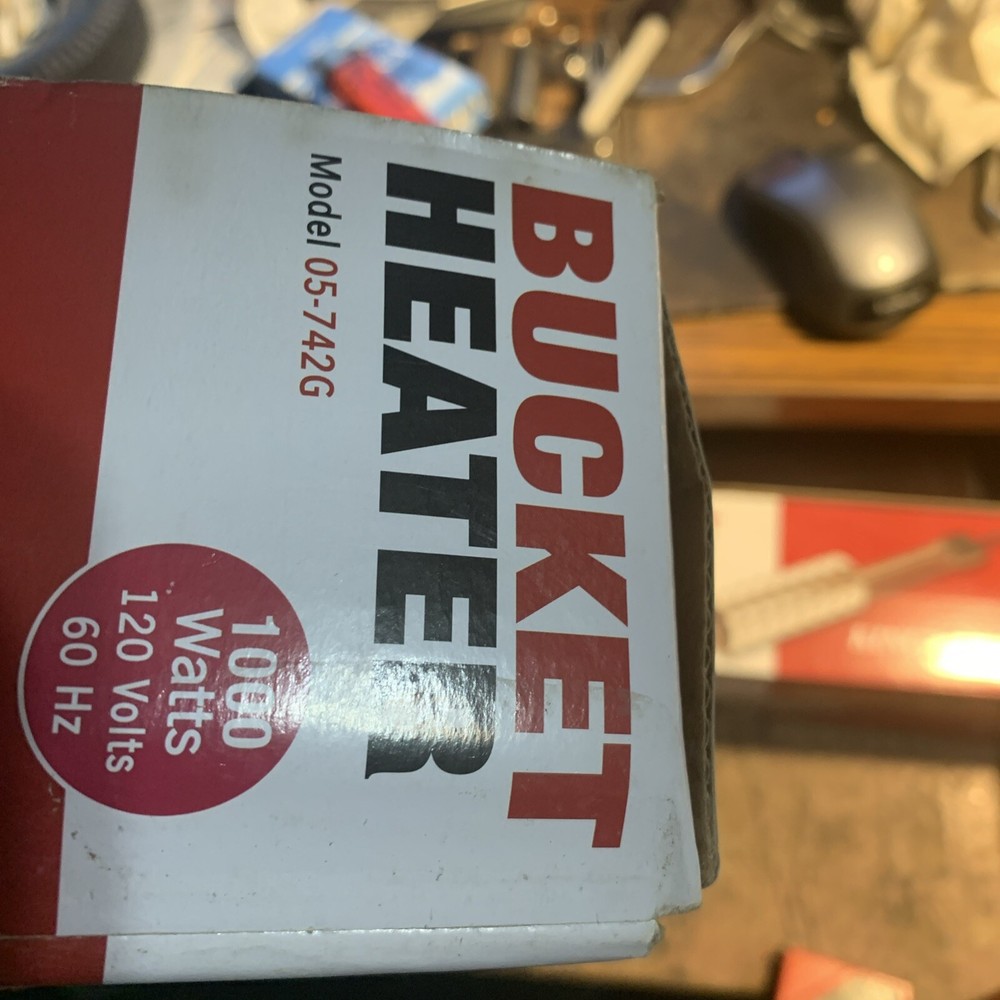 BUCKET
HEATER
Model 05-742G
1000
Watts
120 Volts
60 Hz